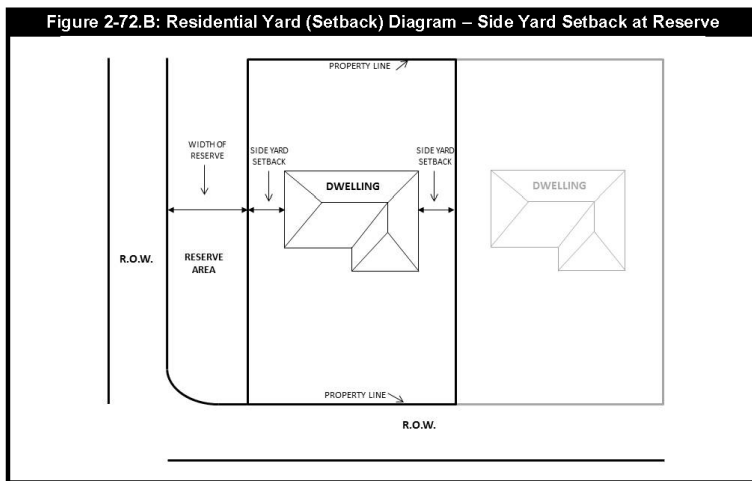 Figure 2-72.B: Residential Yard (Setback) Diagram – Side Yard Setback at Reserve
PROPERTY LINE
WIDTH OF
RESERVE
SIDE YARD
SETBACK
SIDE YARD
SETBACK
DWELLING
DWELLING
R.O.W.
RESERVE
AREA
PROPERTY LINE
R.O.W.